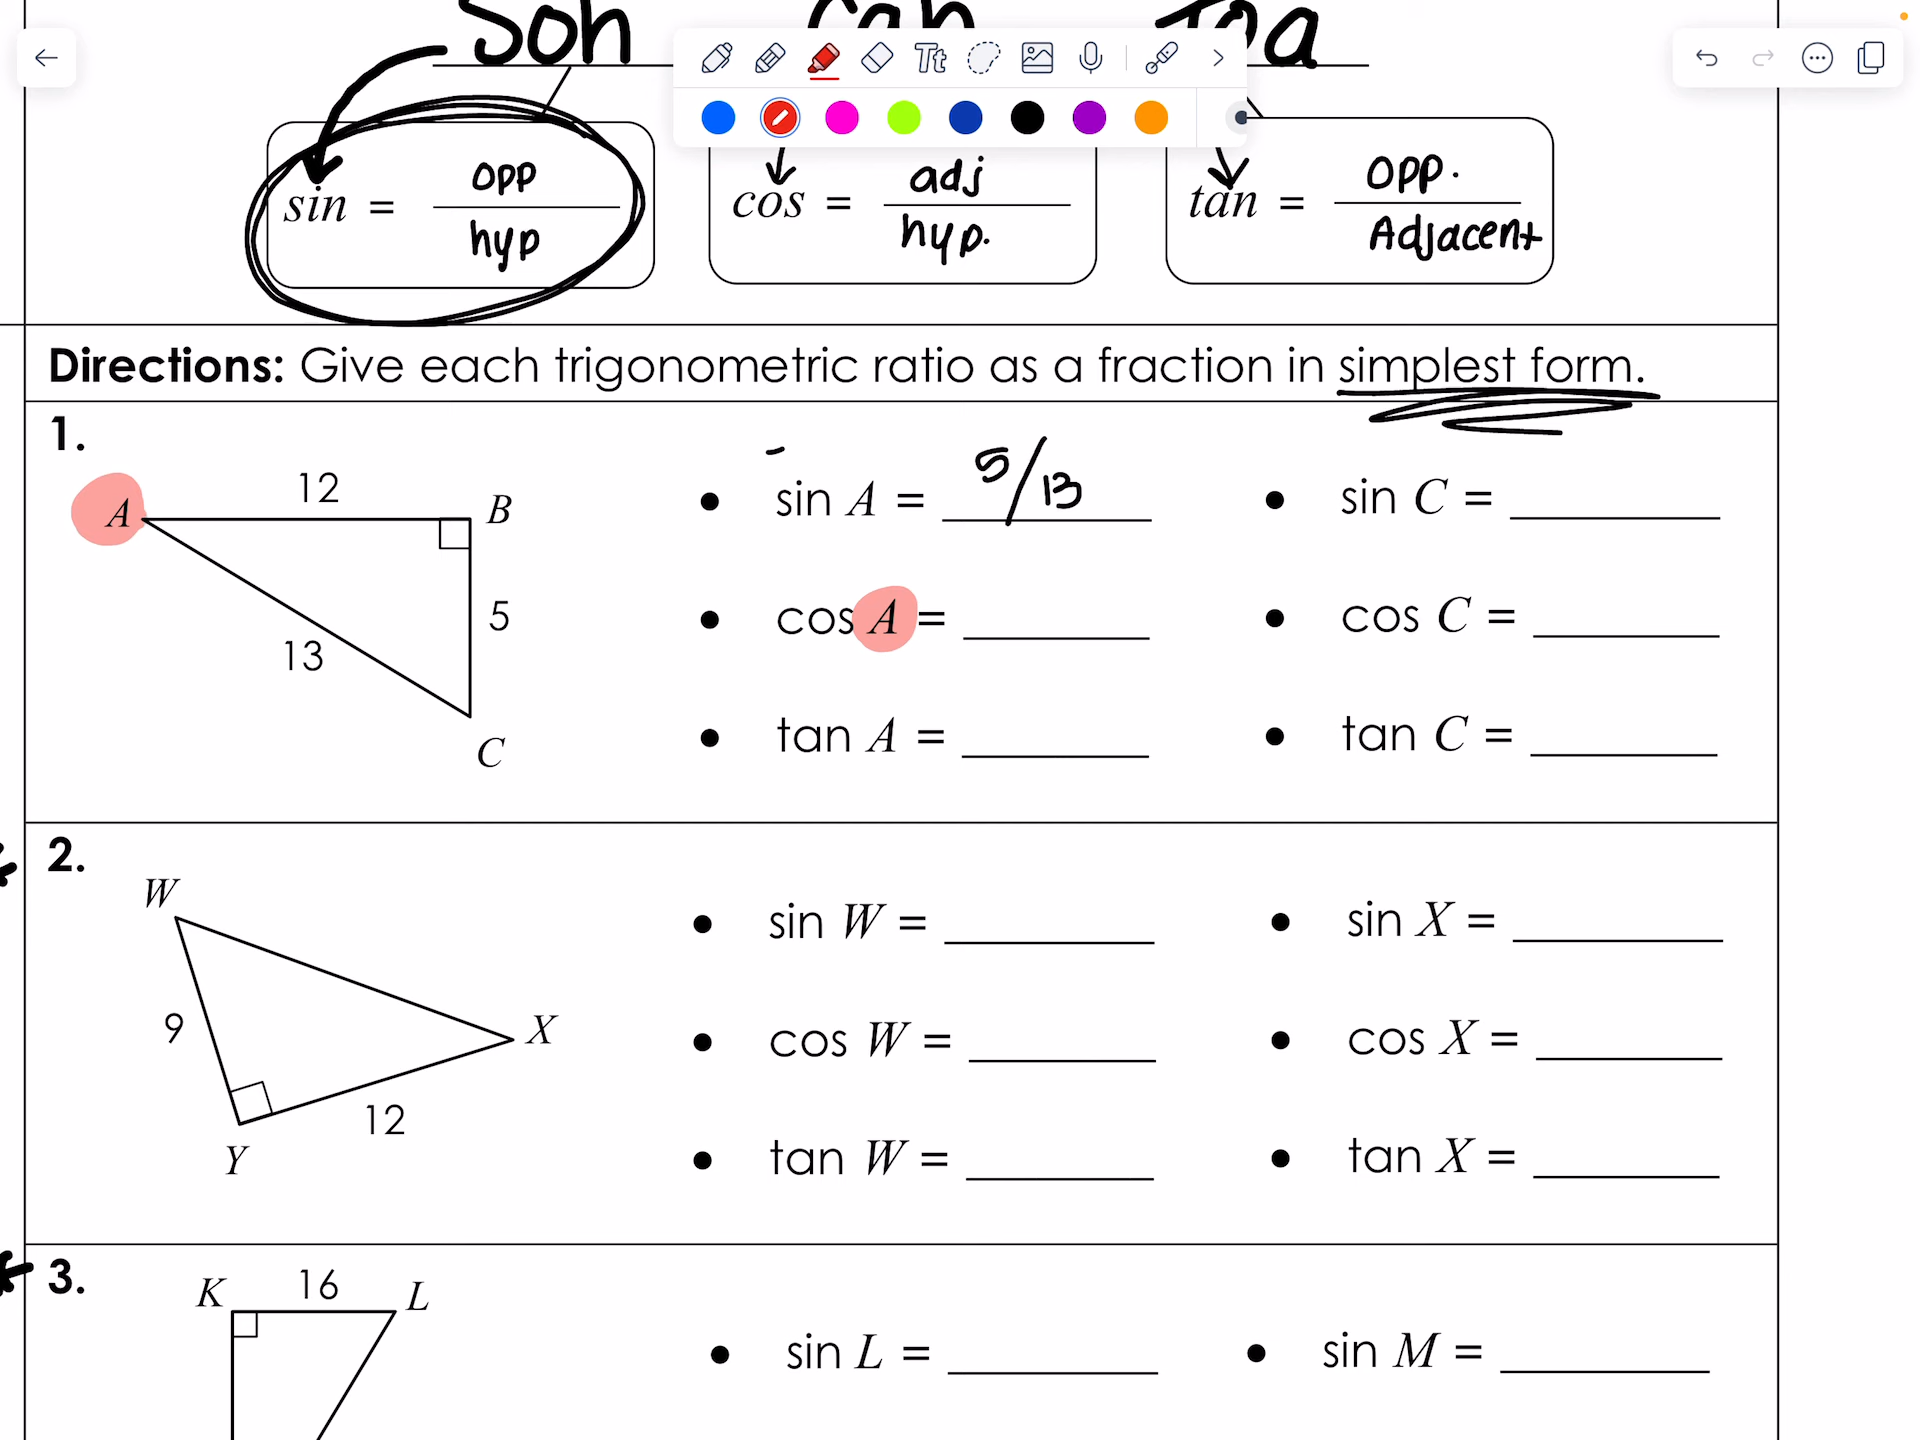 Soh
sin = opp / hyp
cos = adj / hyp.
tan = opp. / Adjacent
Directions: Give each trigonometric ratio as a fraction in simplest form.
1.
A 12 B
5
13
C
• sin A = 5/13
• sin C =
• cos A =
• cos C =
• tan A =
• tan C =
2.
W
9
X
12
Y
• sin W =
• sin X =
• cos W =
• cos X =
• tan W =
• tan X =
3.
K 16 L
• sin L =
• sin M =
Tt